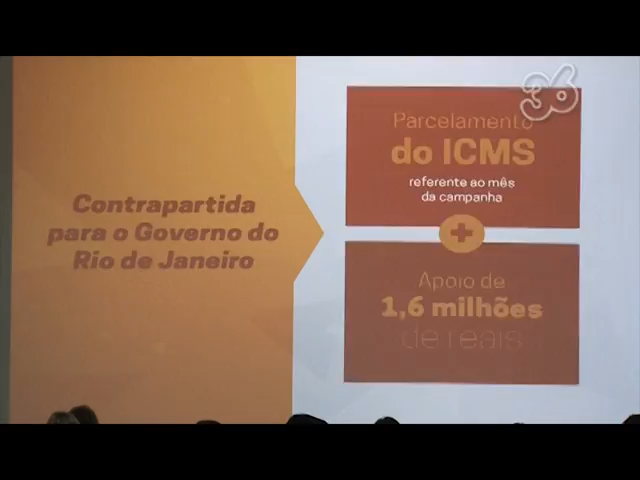 36
Parcelamento
do ICMS
referente ao mês
da campanha
Contrapartida
para o Governo do
Rio de Janeiro
+
Apoio de
1,6 milhões
de reais